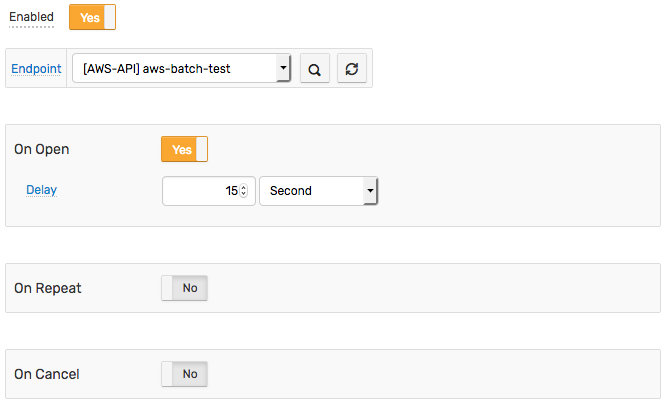 Enabled Yes
Endpoint [AWS-API] aws-batch-test
On Open Yes
Delay 15 Second
On Repeat No
On Cancel No